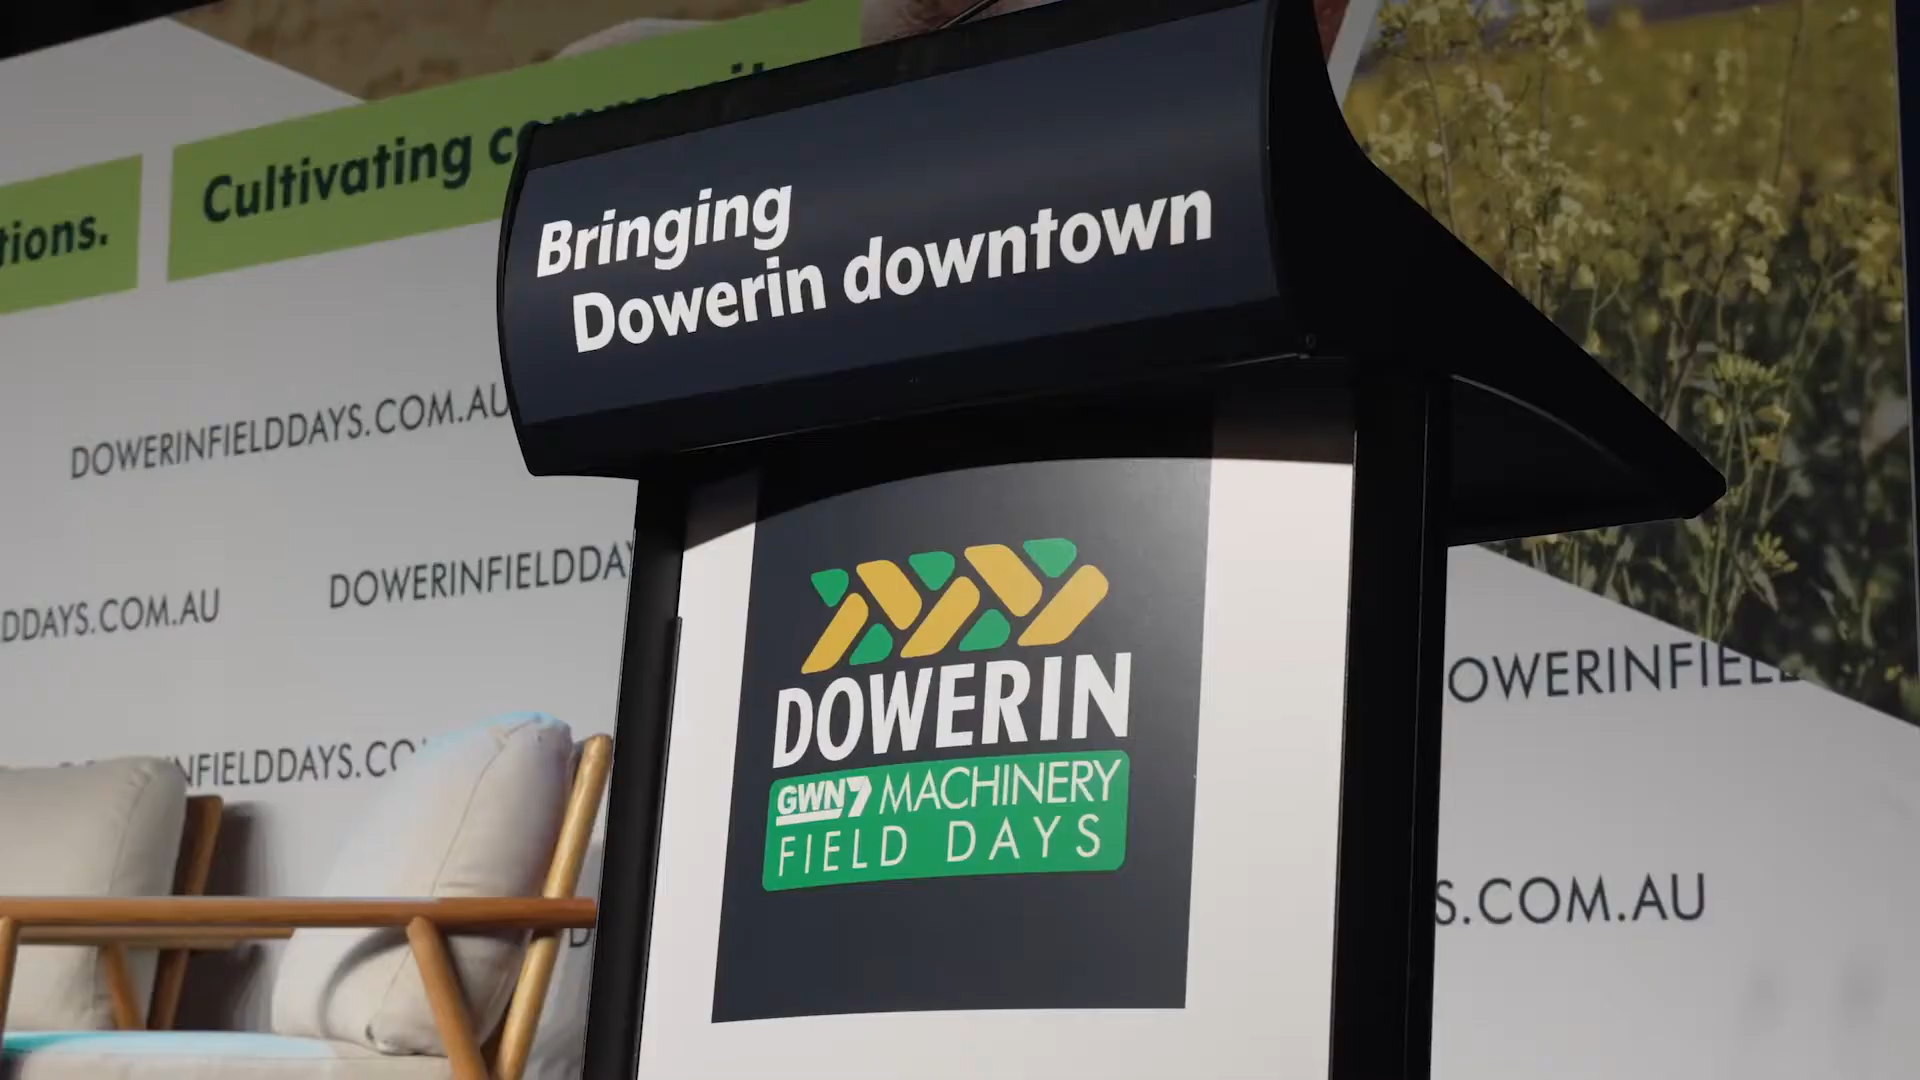 tions.
Cultivating
Bringing
Dowerin downtown
DOWERINFIELDDAYS.COM.AU
DOWERINFIELDDA
DDAYS.COM.AU
OWERINFIEL
NFIELDDAYS.CO
S.COM.AU
DOWERIN
GWN7 MACHINERY
FIELD DAYS